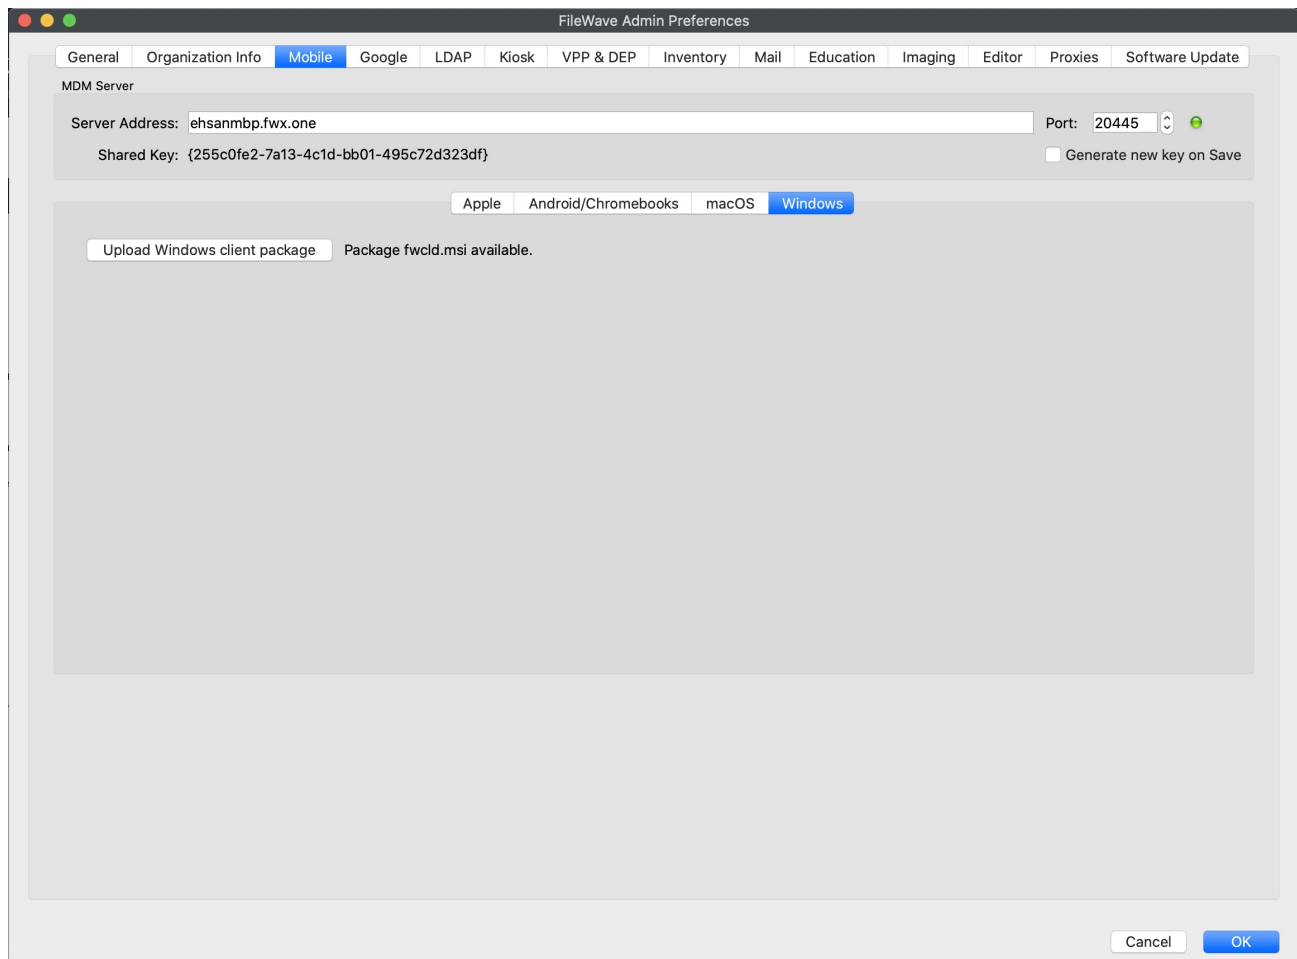 FileWave Admin Preferences
General Organization Info Mobile Google LDAP Kiosk VPP & DEP Inventory Mail Education Imaging Editor Proxies Software Update
MDM Server
Server Address: ehsanmbp.fwx.one Port: 20445
Shared Key: {255c0fe2-7a13-4c1d-bb01-495c72d323df} Generate new key on Save
Apple Android/Chromebooks macOS Windows
Upload Windows client package Package fwcld.msi available.
Cancel OK